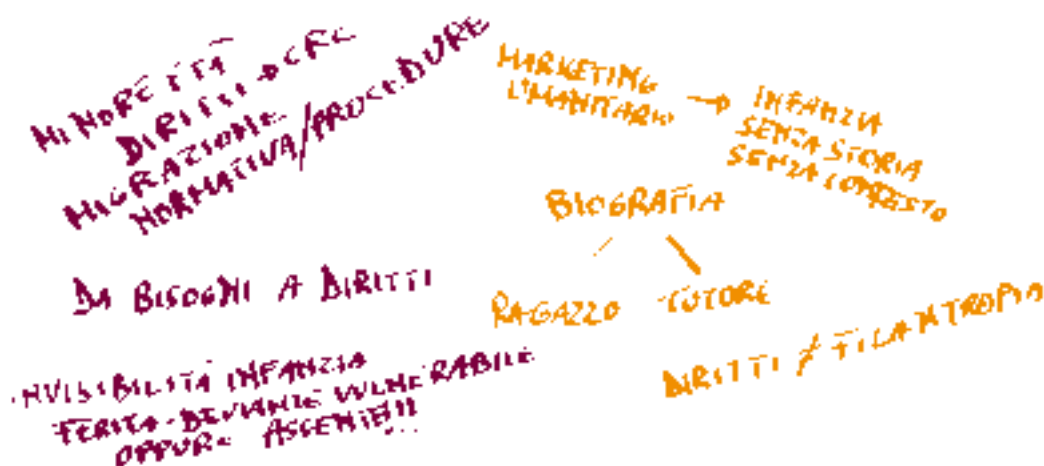 MINORE ETÀ
DIRITTI → CRC
MIGRAZIONE
NORMATIVA/PROCEDURE
DA BISOGNI A DIRITTI
INVISIBILITÀ INFANZIA
FERITA-DEVIANTE VULNERABILE
OPPURE ASSENTE!!!
MARKETING
UMANITARIO → INFANZIA
SENZA STORIA
SENZA CONTESTO
BIOGRAFIA
RAGAZZO TUTORE
DIRITTI ≠ FILANTROPIA